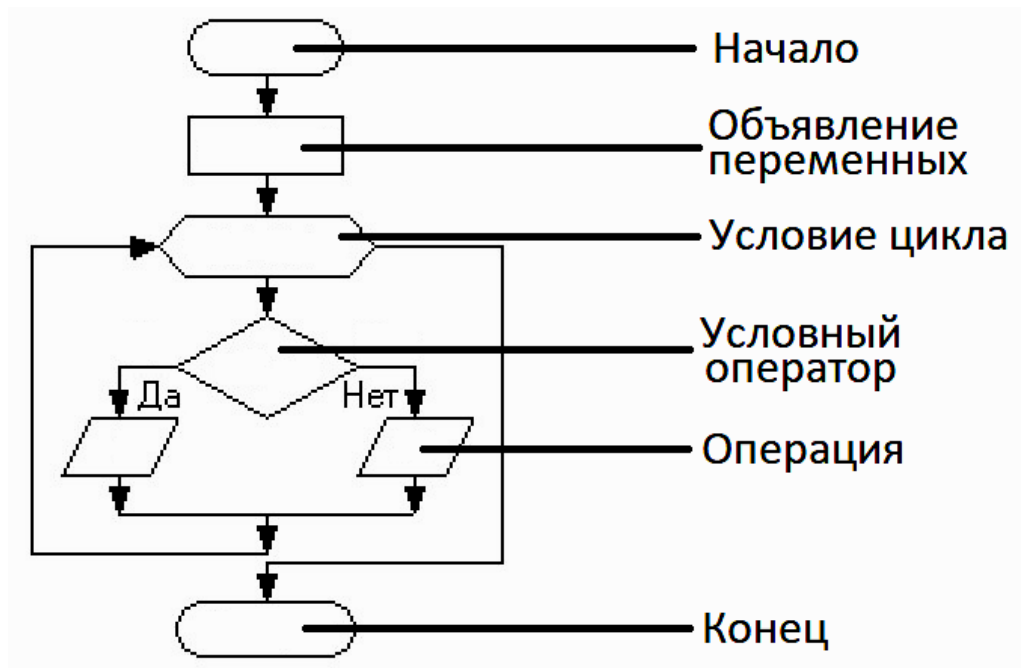 Начало
Объявление
переменных
Условие цикла
Условный
оператор
Да
Нет
Операция
Конец